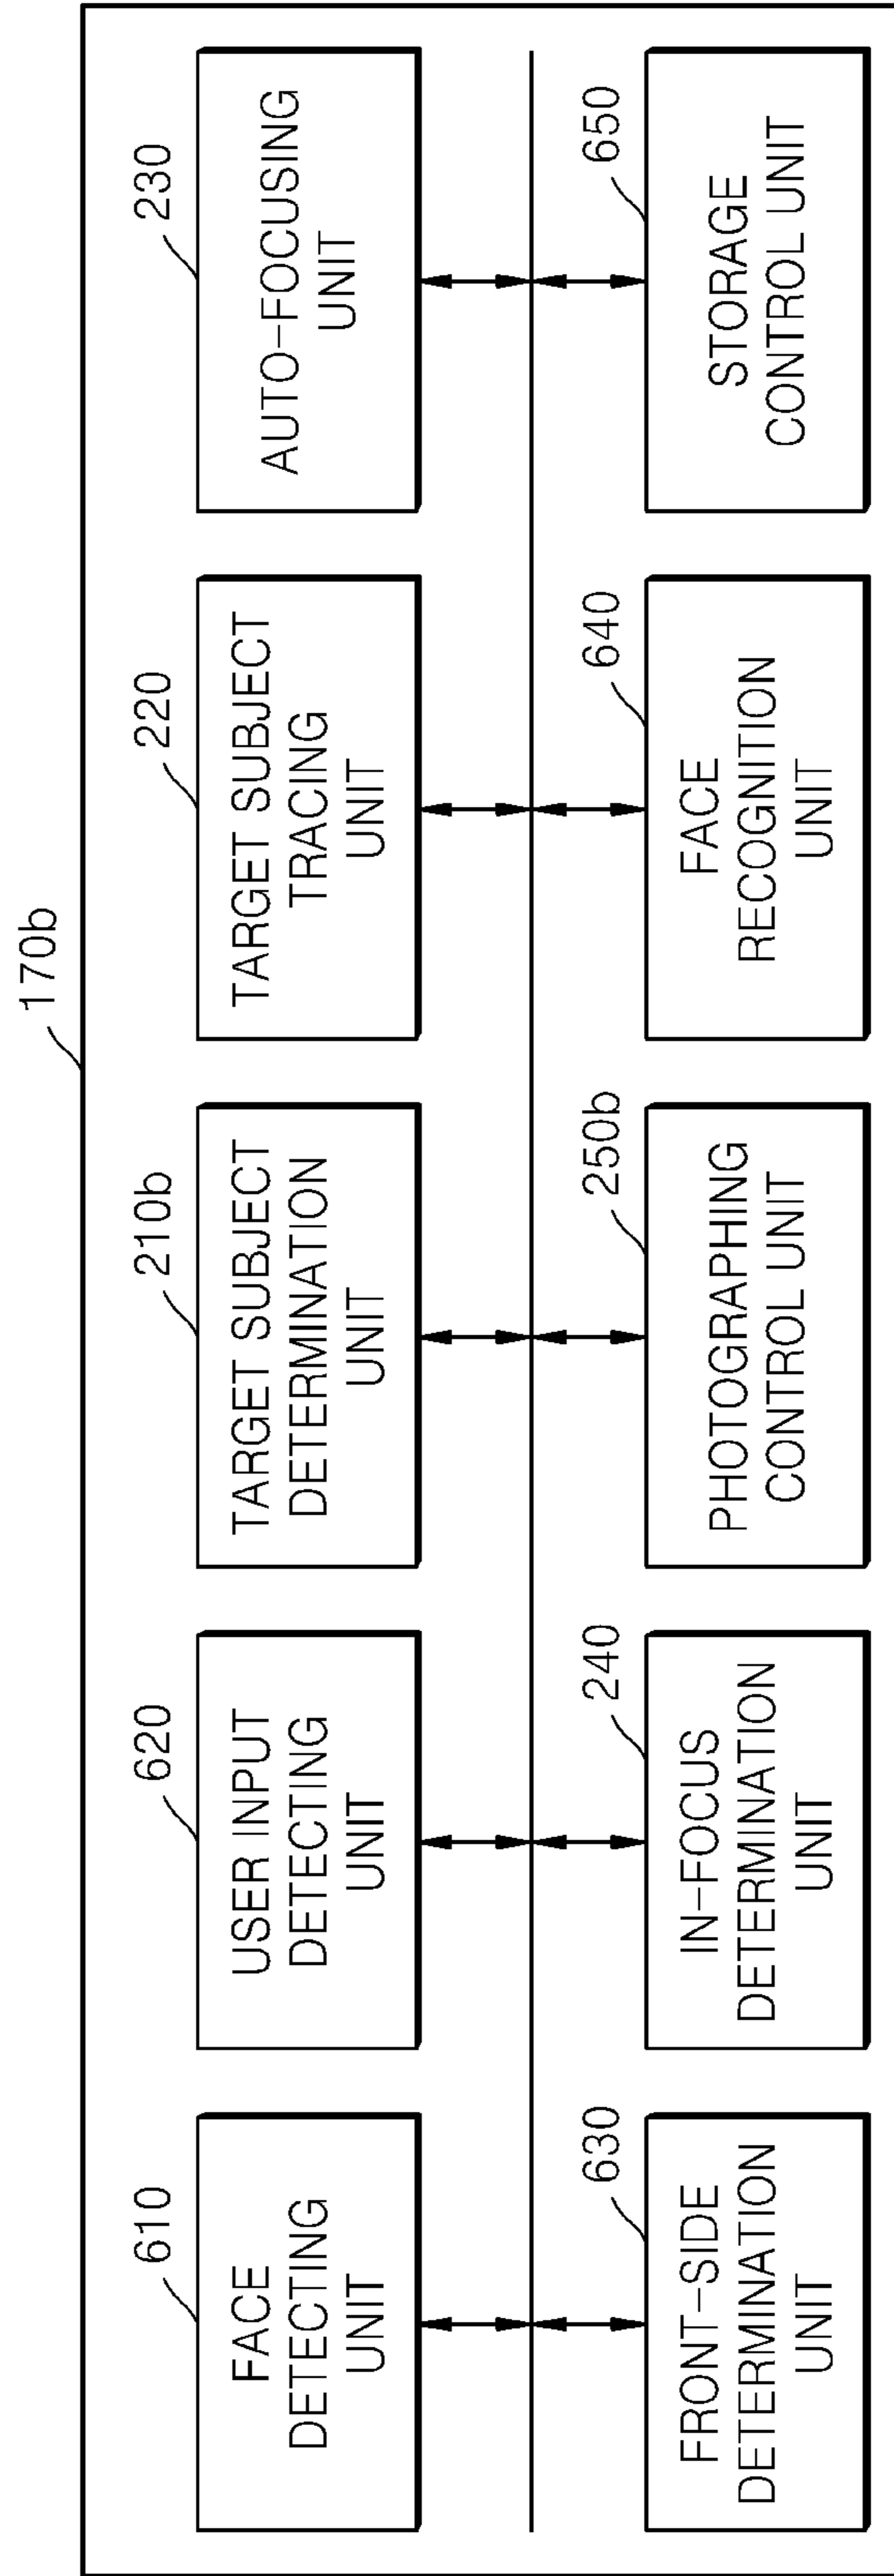 170b
610
FACE
DETECTING
UNIT
620
USER INPUT
DETECTING
UNIT
210b
TARGET SUBJECT
DETERMINATION
UNIT
220
TARGET SUBJECT
TRACING
UNIT
230
AUTO-FOCUSING
UNIT
630
FRONT-SIDE
DETERMINATION
UNIT
240
IN-FOCUS
DETERMINATION
UNIT
250b
PHOTOGRAPHING
CONTROL UNIT
640
FACE
RECOGNITION
UNIT
650
STORAGE
CONTROL UNIT